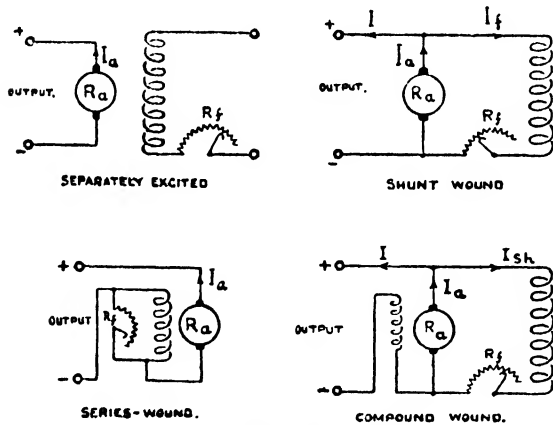 +
I a
OUTPUT.
R a
R f
-
SEPARATELY EXCITED
+
I
I f
I a
OUTPUT.
R a
R f
-
SHUNT WOUND
+
I a
OUTPUT
R f
R a
-
SERIES-WOUND.
+
I
I sh
I a
OUTPUT
R a
R f
-
COMPOUND WOUND.